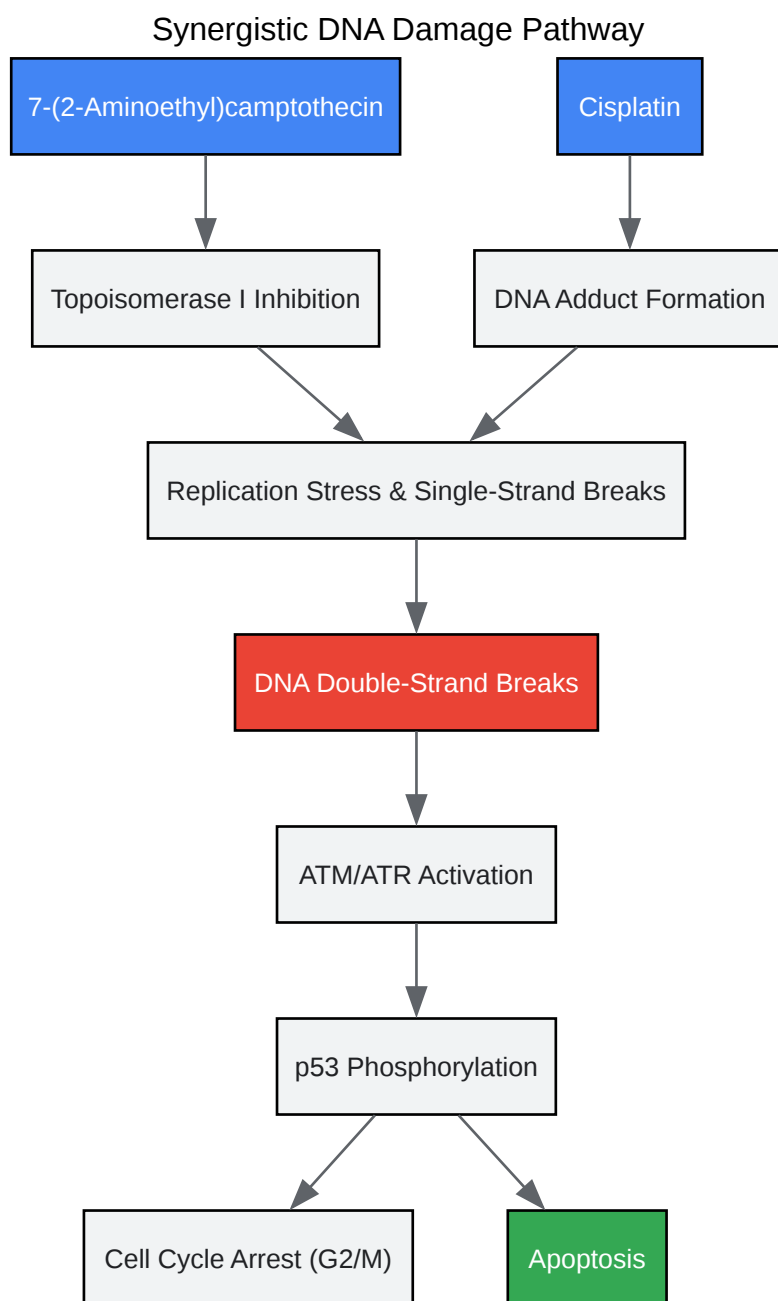 Synergistic DNA Damage Pathway
7-(2-Aminoethyl)camptothecin
Cisplatin
Topoisomerase I Inhibition
DNA Adduct Formation
Replication Stress & Single-Strand Breaks
DNA Double-Strand Breaks
ATM/ATR Activation
p53 Phosphorylation
Cell Cycle Arrest (G2/M)
Apoptosis